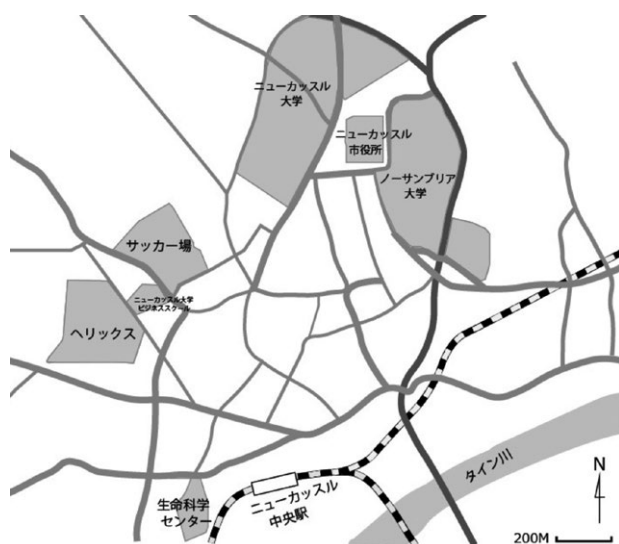 ニューカッスル
大学
ニューカッスル
市役所
ノーサンブリア
大学
サッカー場
ニューカッスル大学
ビジネススクール
ヘリックス
タイン川
生命科学
センター
ニューカッスル
中央駅
N
200M